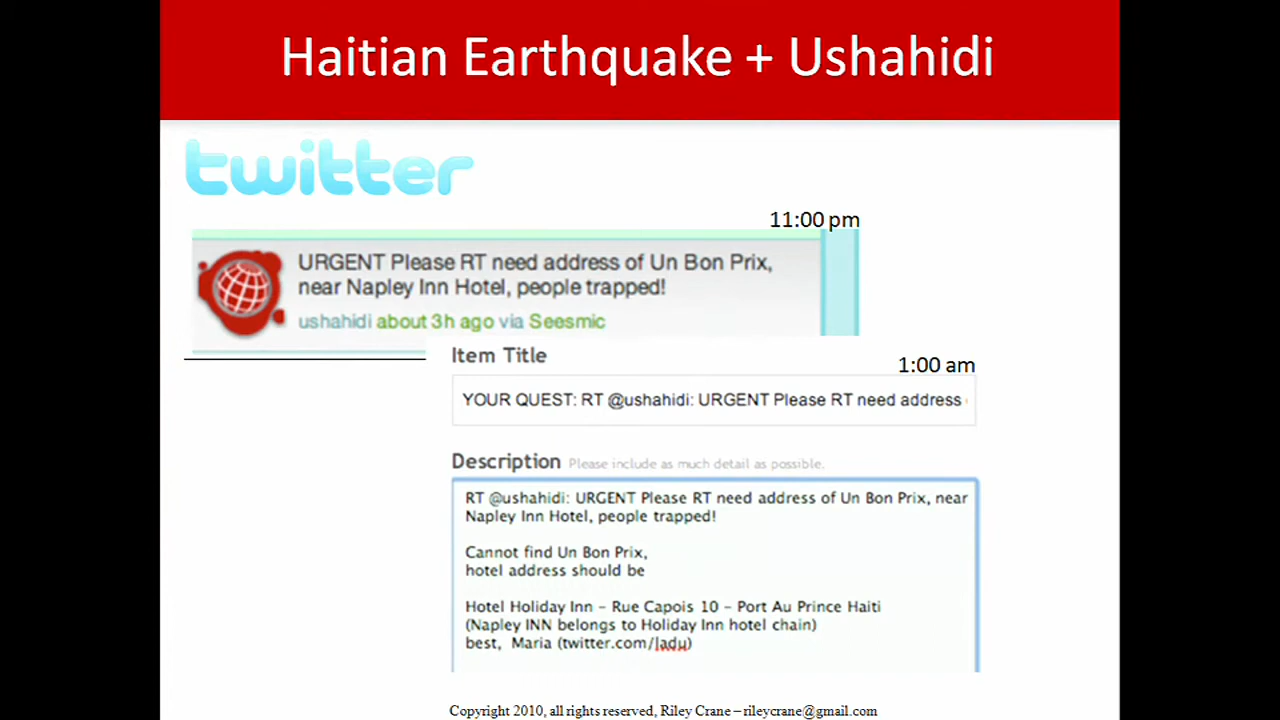 Haitian Earthquake + Ushahidi
twitter
11:00 pm
URGENT Please RT need address of Un Bon Prix,
near Napley Inn Hotel, people trapped!
ushahidi about 3h ago via Seesmic
Item Title
1:00 am
YOUR QUEST: RT @ushahidi: URGENT Please RT need address
Description Please include as much detail as possible.
RT @ushahidi: URGENT Please RT need address of Un Bon Prix, near
Napley Inn Hotel, people trapped!
Cannot find Un Bon Prix,
hotel address should be
Hotel Holiday Inn – Rue Capois 10 – Port Au Prince Haiti
(Napley INN belongs to Holiday Inn hotel chain)
best, Maria (twitter.com/ladu)
Copyright 2010, all rights reserved, Riley Crane – rileycrane@gmail.com